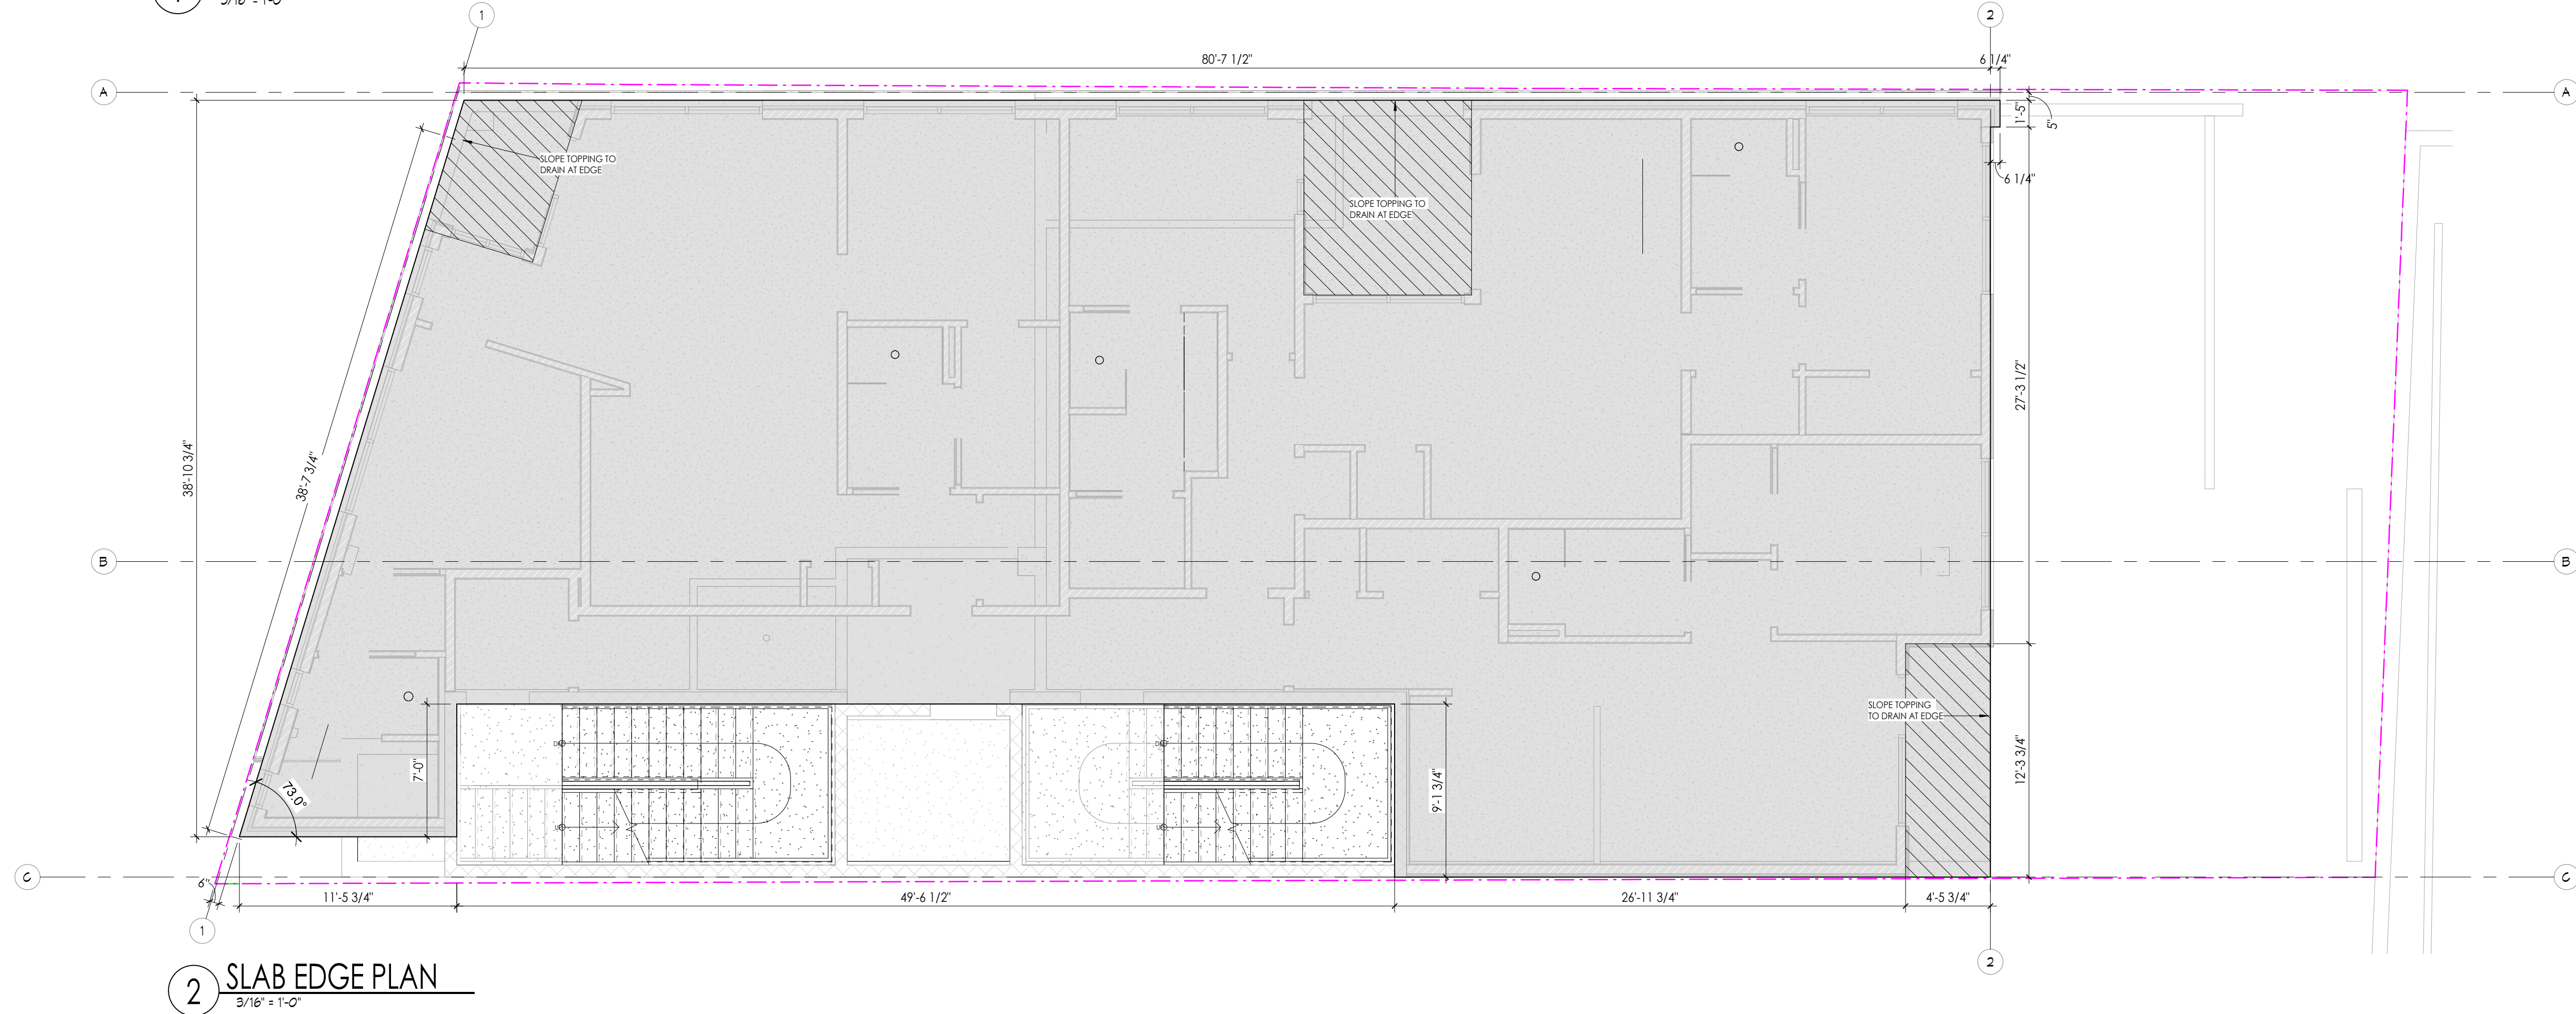 3/16" = 1'-0"
1
2
80'-7 1/2"
6 1/4"
A
A
1'-5"
5"
SLOPE TOPPING TO
DRAIN AT EDGE
6 1/4"
SLOPE TOPPING TO
DRAIN AT EDGE
27'-3 1/2"
38'-10 3/4"
38'-7 3/4"
B
B
SLOPE TOPPING
TO DRAIN AT EDGE
12'-3 3/4"
7'-0"
9'-1 3/4"
73.0°
DN
DN
UP
UP
C
C
6"
11'-5 3/4"
49'-6 1/2"
26'-11 3/4"
4'-5 3/4"
1
2
2
SLAB EDGE PLAN
3/16" = 1'-0"